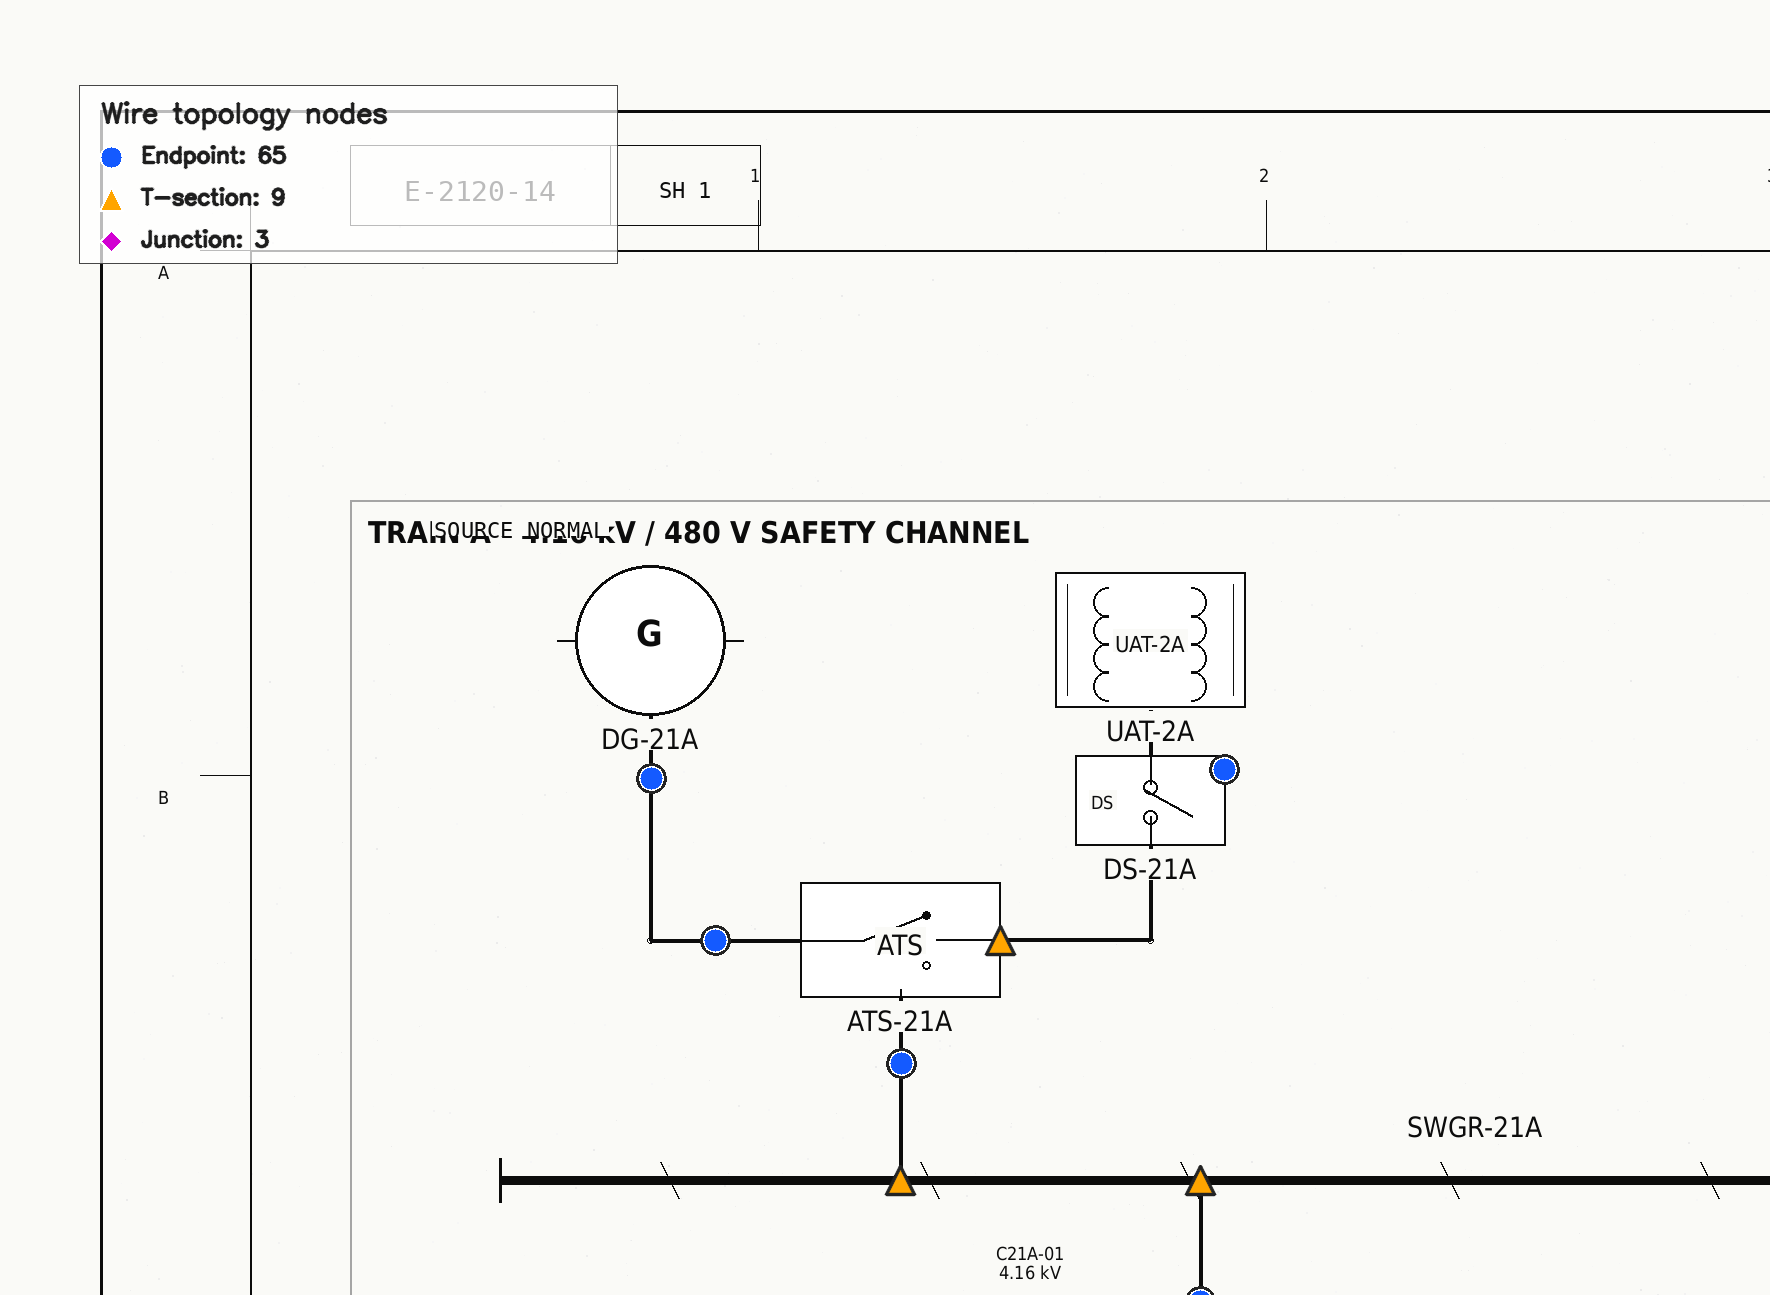 Wire topology nodes
Endpoint: 65
T-section: 9
Junction: 3
E-2120-14
SH 1
1
2
A
B
SOURCE NORMAL
V / 480 V SAFETY CHANNEL
G
DG-21A
UAT-2A
UAT-2A
DS
DS-21A
ATS
ATS-21A
SWGR-21A
C21A-01
4.16 kV